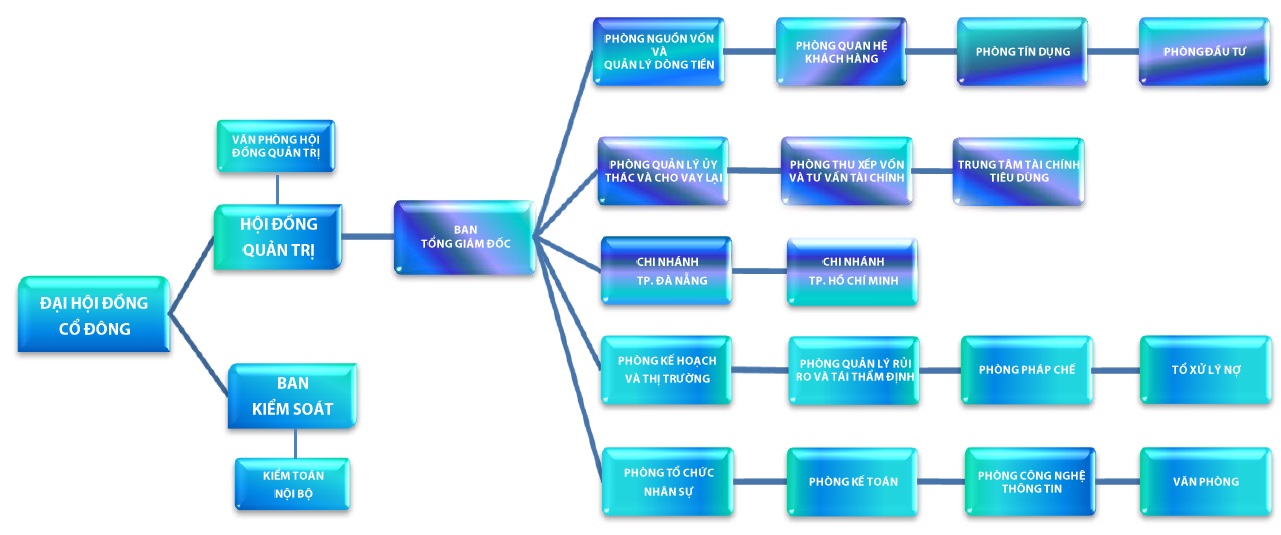 ĐẠI HỘI ĐỒNG
CỔ ĐÔNG
VĂN PHÒNG HỘI
ĐỒNG QUẢN TRỊ
HỘI ĐỒNG
QUẢN TRỊ
BAN
KIỂM SOÁT
KIỂM TOÁN
NỘI BỘ
BAN
TỔNG GIÁM ĐỐC
PHÒNG NGUỒN VỐN
VÀ
QUẢN LÝ DÒNG TIỀN
PHÒNG QUAN HỆ
KHÁCH HÀNG
PHÒNG TÍN DỤNG
PHÒNG ĐẦU TƯ
PHÒNG QUẢN LÝ ỦY
THÁC VÀ CHO VAY LẠI
PHÒNG THU XẾP VỐN
VÀ TƯ VẤN TÀI CHÍNH
TRUNG TÂM TÀI CHÍNH
TIÊU DÙNG
CHI NHÁNH
TP. ĐÀ NẴNG
CHI NHÁNH
TP. HỒ CHÍ MINH
PHÒNG KẾ HOẠCH
VÀ THỊ TRƯỜNG
PHÒNG QUẢN LÝ RỦI
RO VÀ TÁI THẨM ĐỊNH
PHÒNG PHÁP CHẾ
TỔ XỬ LÝ NỢ
PHÒNG TỔ CHỨC
NHÂN SỰ
PHÒNG KẾ TOÁN
PHÒNG CÔNG NGHỆ
THÔNG TIN
VĂN PHÒNG